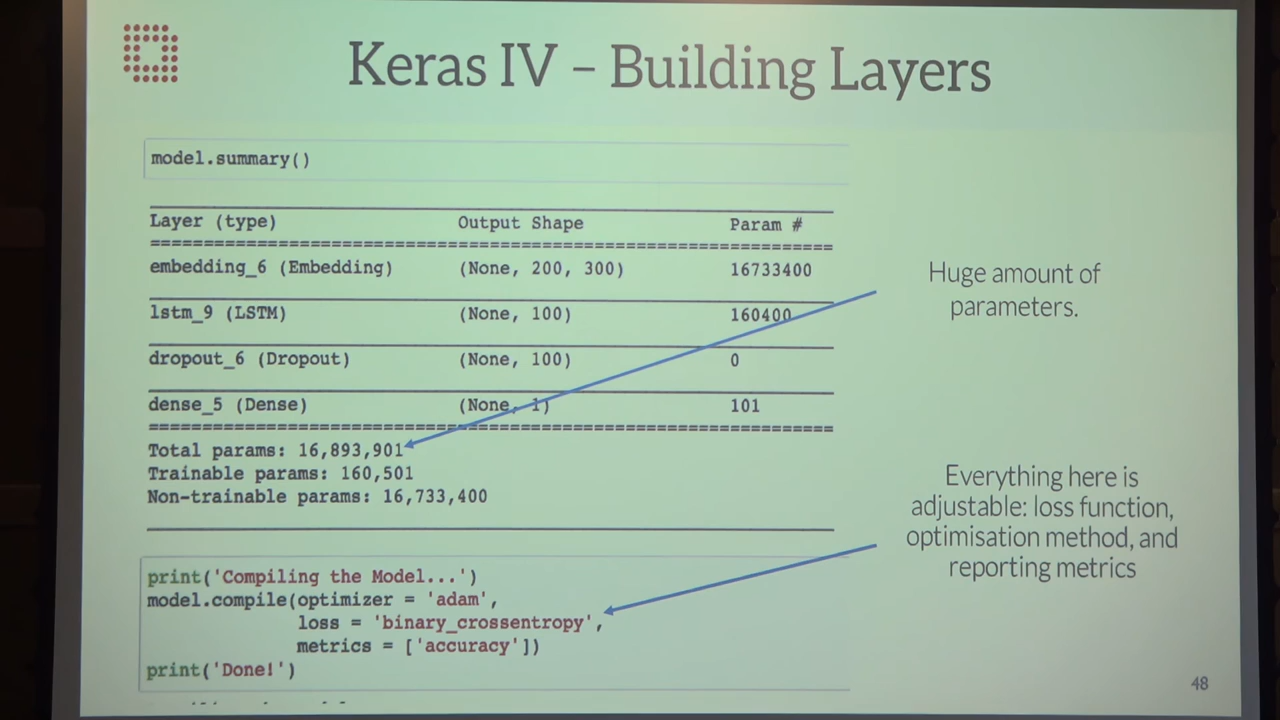 Keras IV – Building Layers
model.summary()
Layer (type) Output Shape Param #
=================================================================
embedding_6 (Embedding) (None, 200, 300) 16733400
lstm_9 (LSTM) (None, 100) 160400
dropout_6 (Dropout) (None, 100) 0
dense_5 (Dense) (None, 1) 101
=================================================================
Total params: 16,893,901
Trainable params: 160,501
Non-trainable params: 16,733,400
Huge amount of
parameters.
print('Compiling the Model...')
model.compile(optimizer = 'adam',
loss = 'binary_crossentropy',
metrics = ['accuracy'])
print('Done!')
Everything here is
adjustable: loss function,
optimisation method, and
reporting metrics
48